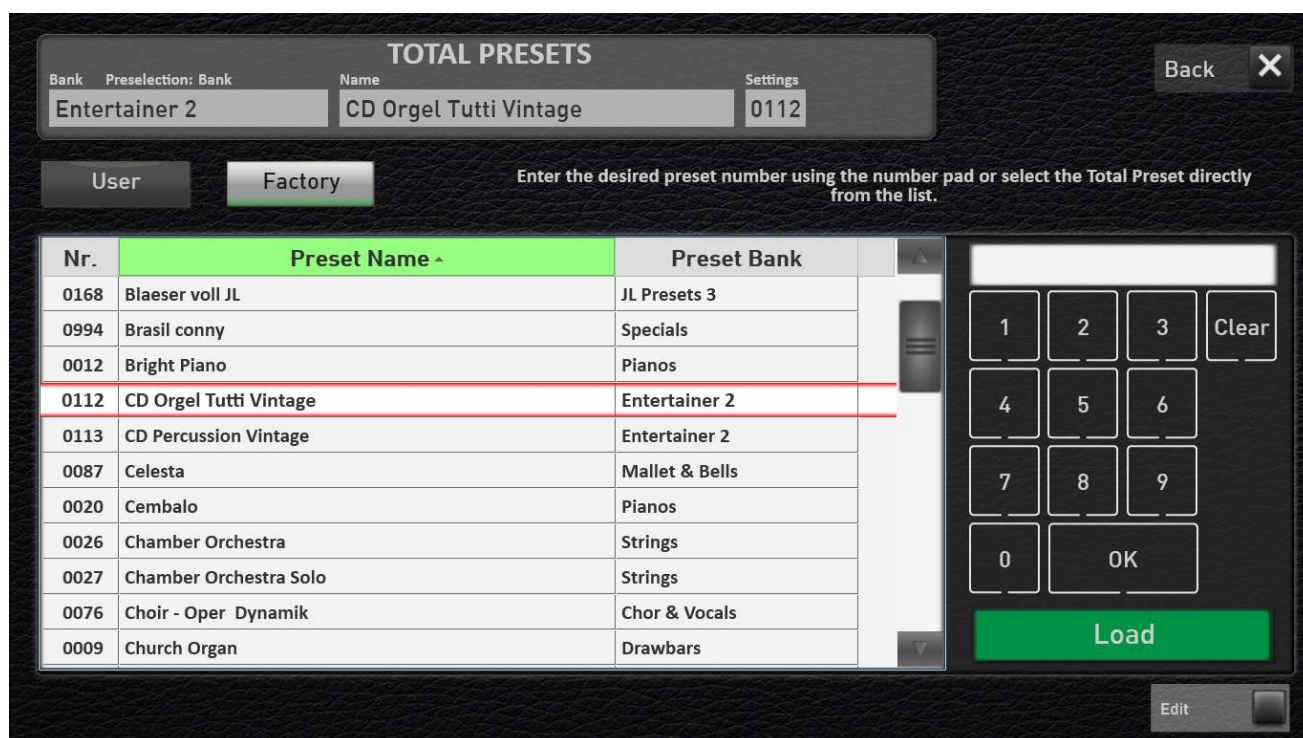 TOTAL PRESETS
Bank Preselection: Bank Name Settings
Entertainer 2 CD Orgel Tutti Vintage 0112
Back
User Factory
Enter the desired preset number using the number pad or select the Total Preset directly
from the list.
Nr. Preset Name Preset Bank
0168 Blaeser voll JL JL Presets 3
0994 Brasil conny Specials
0012 Bright Piano Pianos
0112 CD Orgel Tutti Vintage Entertainer 2
0113 CD Percussion Vintage Entertainer 2
0087 Celesta Mallet & Bells
0020 Cembalo Pianos
0026 Chamber Orchestra Strings
0027 Chamber Orchestra Solo Strings
0076 Choir - Oper Dynamik Chor & Vocals
0009 Church Organ Drawbars
1 2 3 Clear
4 5 6
7 8 9
0 OK
Load
Edit